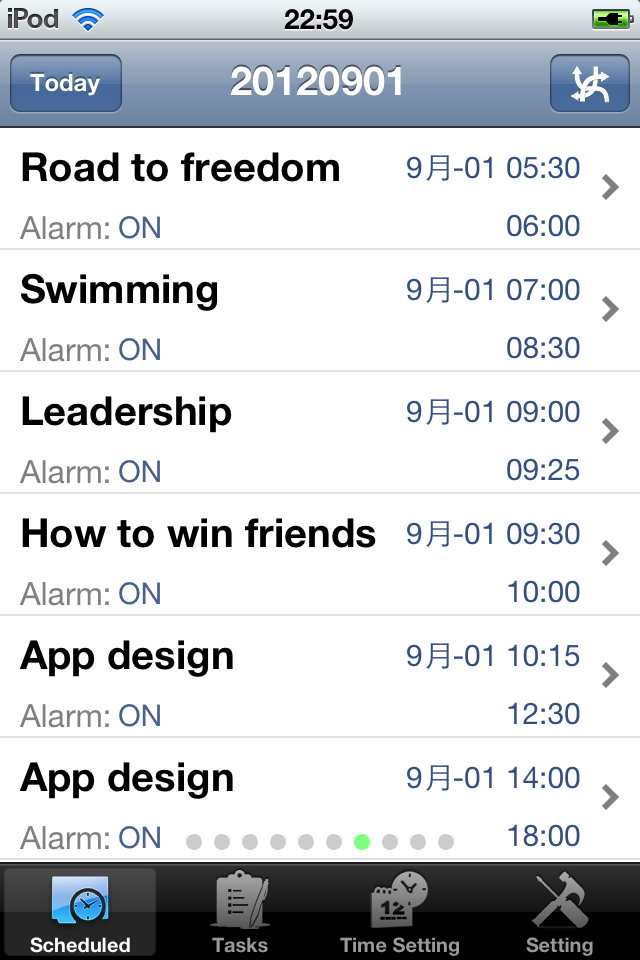 iPod 22:59
Today 20120901
Road to freedom 9月-01 05:30
Alarm: ON 06:00
Swimming 9月-01 07:00
Alarm: ON 08:30
Leadership 9月-01 09:00
Alarm: ON 09:25
How to win friends 9月-01 09:30
Alarm: ON 10:00
App design 9月-01 10:15
Alarm: ON 12:30
App design 9月-01 14:00
Alarm: ON 18:00
12
Scheduled Tasks Time Setting Setting